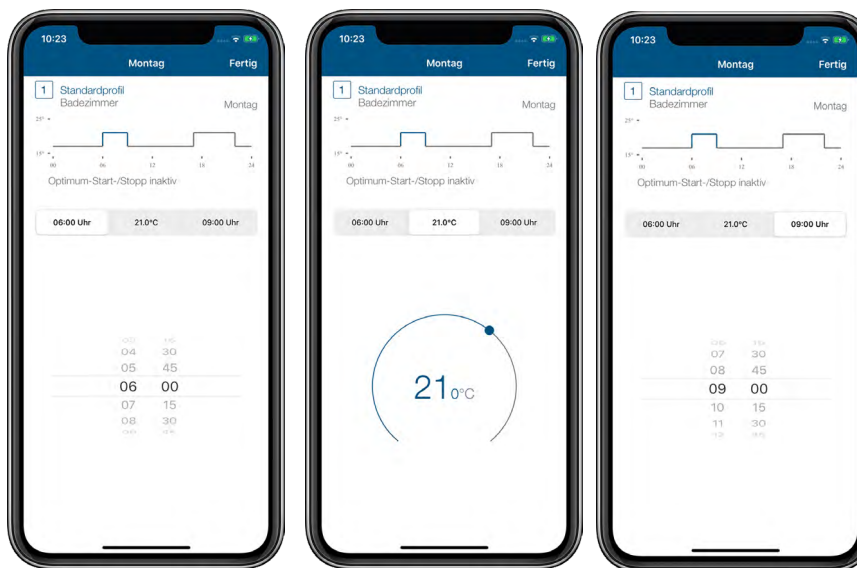 10:23
Montag Fertig
1 Standardprofil
Badezimmer Montag
25°
15°
00 06 12 18 24
Optimum-Start-/Stopp inaktiv
06:00 Uhr 21.0°C 09:00 Uhr
04 30
05 45
06 00
07 15
08 30
10:23
Montag Fertig
1 Standardprofil
Badezimmer Montag
25°
15°
00 06 12 18 24
Optimum-Start-/Stopp inaktiv
06:00 Uhr 21.0°C 09:00 Uhr
21 0°C
10:23
Montag Fertig
1 Standardprofil
Badezimmer Montag
25°
15°
00 06 12 18 24
Optimum-Start-/Stopp inaktiv
06:00 Uhr 21.0°C 09:00 Uhr
07 30
08 45
09 00
10 15
11 30
12 45